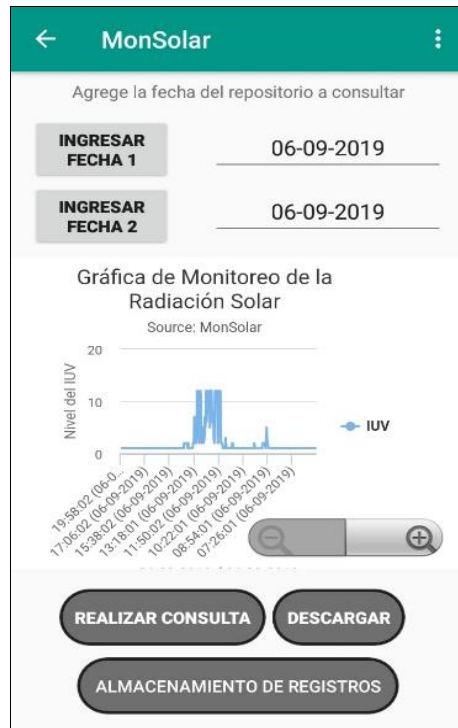 MonSolar
Agrege la fecha del repositorio a consultar
INGRESAR
FECHA 1
06-09-2019
INGRESAR
FECHA 2
06-09-2019
Gráfica de Monitoreo de la
Radiación Solar
Source: MonSolar
Nivel del IUV
20
10
0
IUV
19:58:02 (06-0...
17:06:02 (06-09-2019)
15:38:02 (06-09-2019)
13:18:01 (06-09-2019)
11:50:02 (06-09-2019)
10:22:01 (06-09-2019)
08:54:01 (06-09-2019)
07:26:01 (06-09-2019)
REALIZAR CONSULTA
DESCARGAR
ALMACENAMIENTO DE REGISTROS